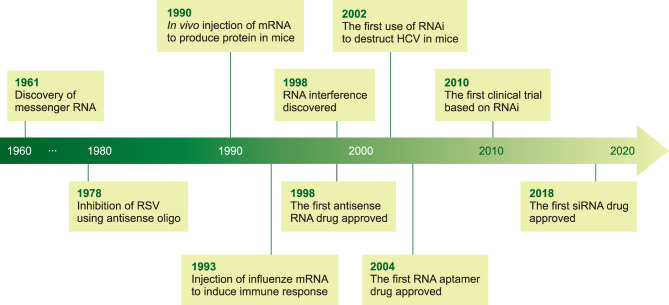 1990
In vivo injection of mRNA
to produce protein in mice
2002
The first use of RNAi
to destruct HCV in mice
1961
Discovery of
messenger RNA
1998
RNA interference
discovered
2010
The first clinical trial
based on RNAi
1960 ... 1980 1990 2000 2010 2020
1978
Inhibition of RSV
using antisense oligo
1998
The first antisense
RNA drug approved
2018
The first siRNA drug
approved
1993
Injection of influenze mRNA
to induce immune response
2004
The first RNA aptamer
drug approved